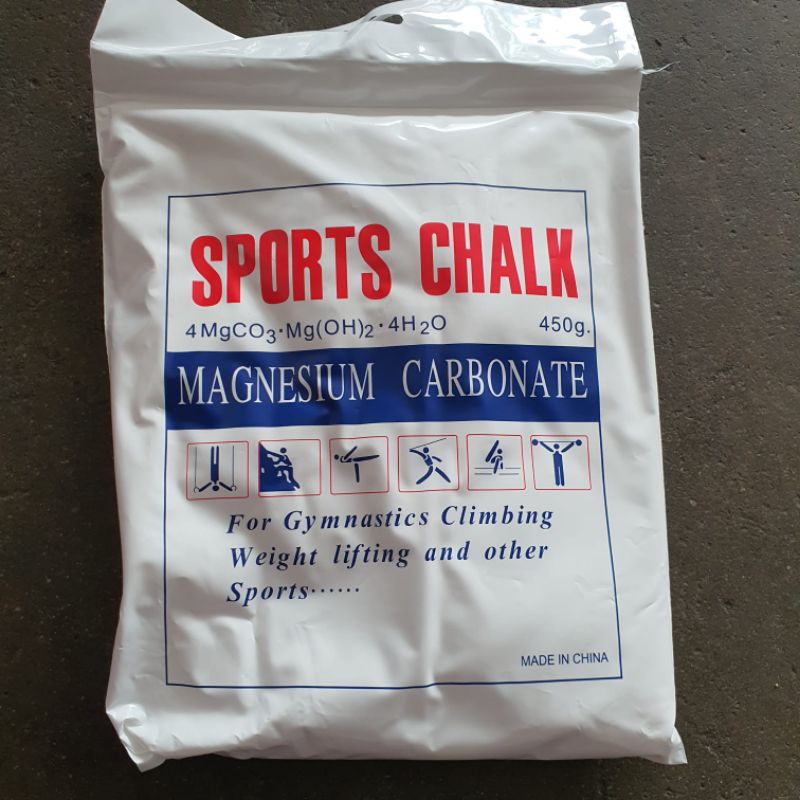 SPORTS CHALK
4MgCO₃·Mg(OH)₂·4H₂O 450g.
MAGNESIUM CARBONATE
For Gymnastics Climbing
Weight lifting and other
Sports······
MADE IN CHINA